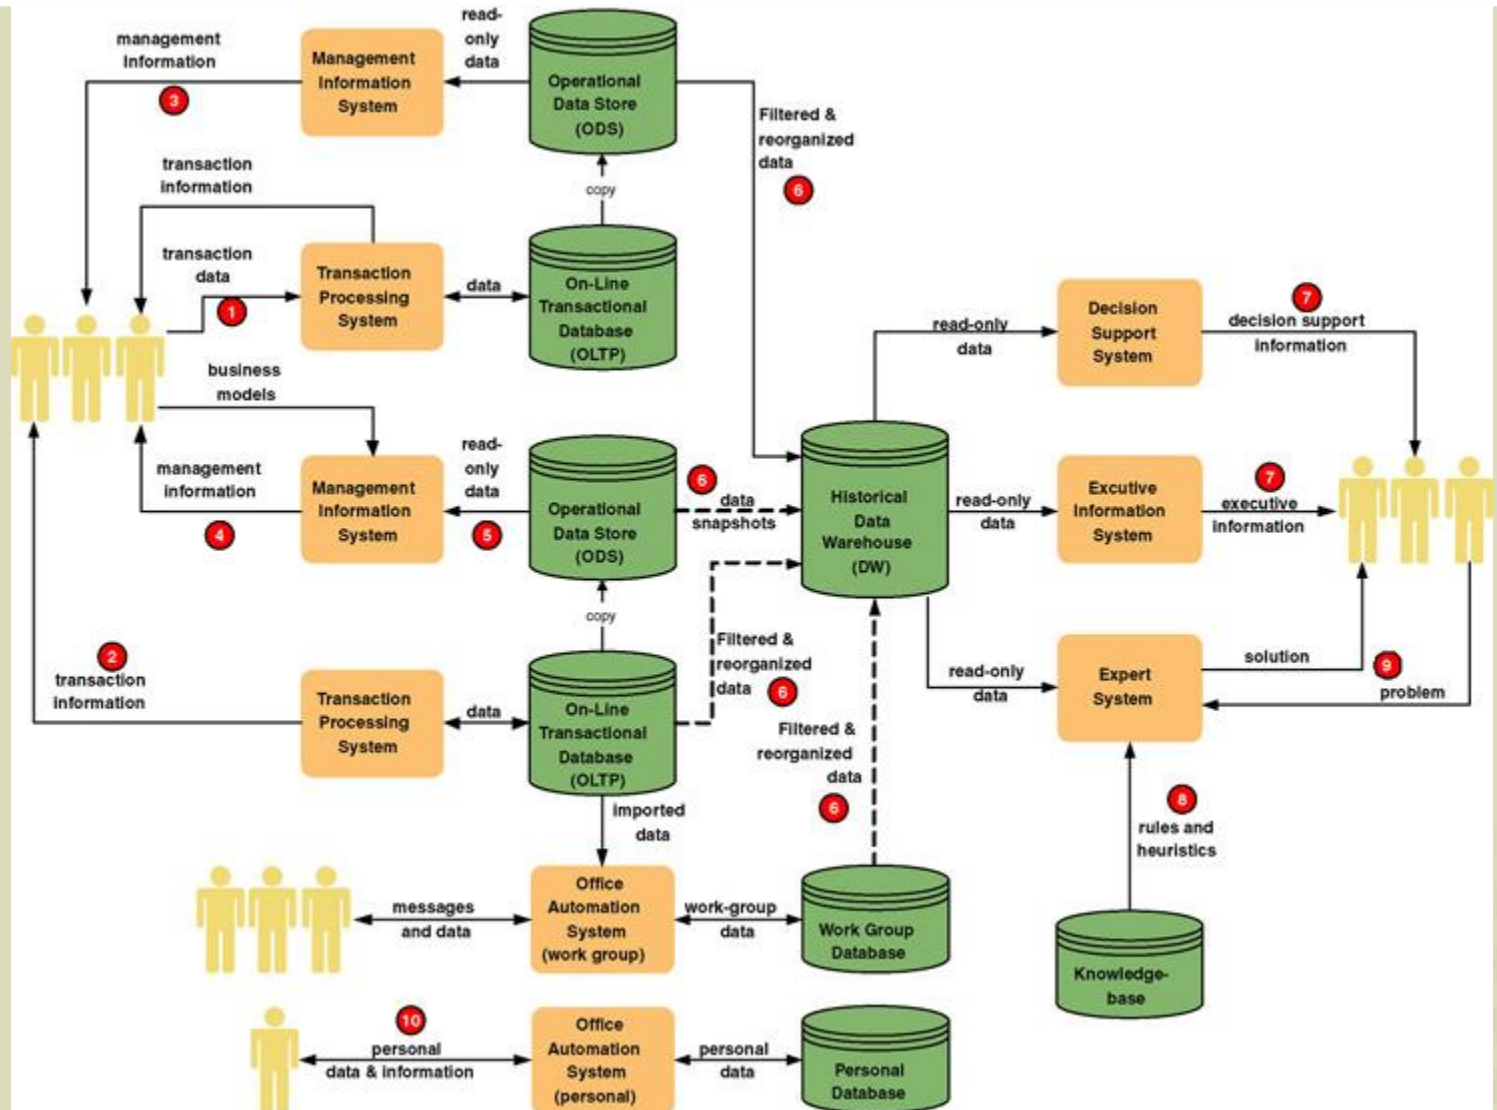 management
Information
3
Management
Information
System
read-
only
data
Operational
Data Store
(ODS)
Filtered &
reorganized
data
6
copy
transaction
information
transaction
data
1
Transaction
Processing
System
data
On-Line
Transactional
Database
(OLTP)
business
models
management
information
4
Management
Information
System
read-
only
data
5
Operational
Data Store
(ODS)
6
data
snapshots
Historical
Data
Warehouse
(DW)
read-only
data
Decision
Support
System
7
decision support
information
read-only
data
Excutive
Information
System
7
executive
information
read-only
data
Expert
System
solution
9
problem
8
rules and
heuristics
Knowledge-
base
copy
2
transaction
information
Transaction
Processing
System
data
On-Line
Transactional
Database
(OLTP)
Filtered &
reorganized
data
6
Filtered &
reorganized
data
6
imported
data
messages
and data
Office
Automation
System
(work group)
work-group
data
Work Group
Database
10
personal
data & information
Office
Automation
System
(personal)
personal
data
Personal
Database